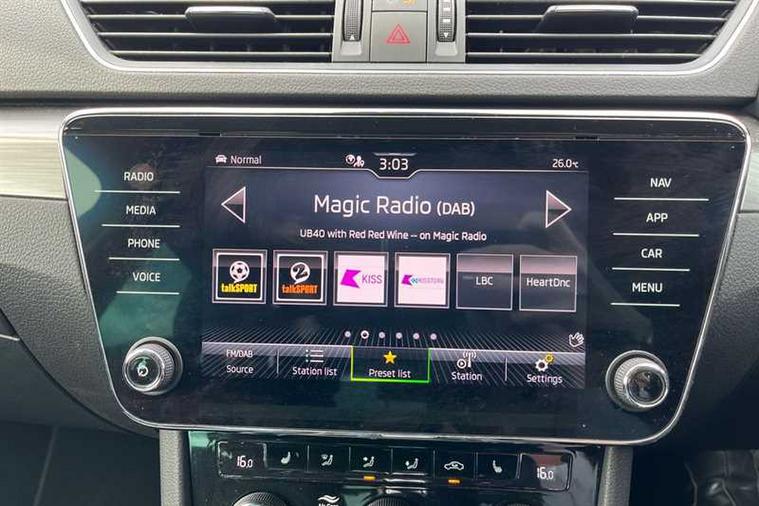 Normal
3:03
26.0°C
RADIO
MEDIA
PHONE
VOICE
Magic Radio (DAB)
UB40 with Red Red Wine -- on Magic Radio
talkSPORT
2
talkSPORT
KISS
KISSTORY
LBC
HeartDnc
FM/DAB
Source
Station list
Preset list
Station
Settings
NAV
APP
CAR
MENU
16.0
16.0